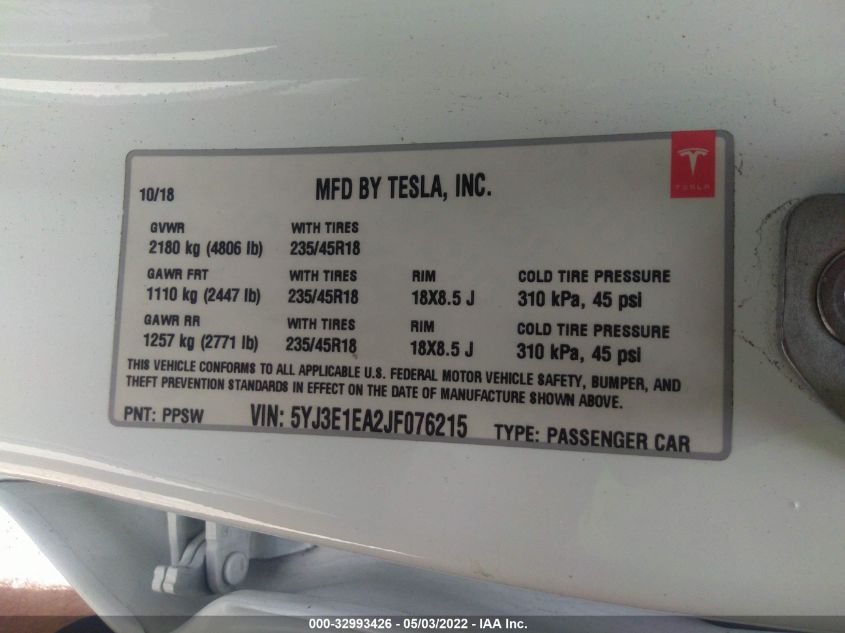 10/18 MFD BY TESLA, INC.
TESLA
GVWR WITH TIRES
2180 kg (4806 lb) 235/45R18
GAWR FRT WITH TIRES RIM COLD TIRE PRESSURE
1110 kg (2447 lb) 235/45R18 18X8.5 J 310 kPa, 45 psi
GAWR RR WITH TIRES RIM COLD TIRE PRESSURE
1257 kg (2771 lb) 235/45R18 18X8.5 J 310 kPa, 45 psi
THIS VEHICLE CONFORMS TO ALL APPLICABLE U.S. FEDERAL MOTOR VEHICLE SAFETY, BUMPER, AND
THEFT PREVENTION STANDARDS IN EFFECT ON THE DATE OF MANUFACTURE SHOWN ABOVE.
PNT: PPSW VIN: 5YJ3E1EA2JF076215 TYPE: PASSENGER CAR
000-32993426 - 05/03/2022 - IAA Inc.